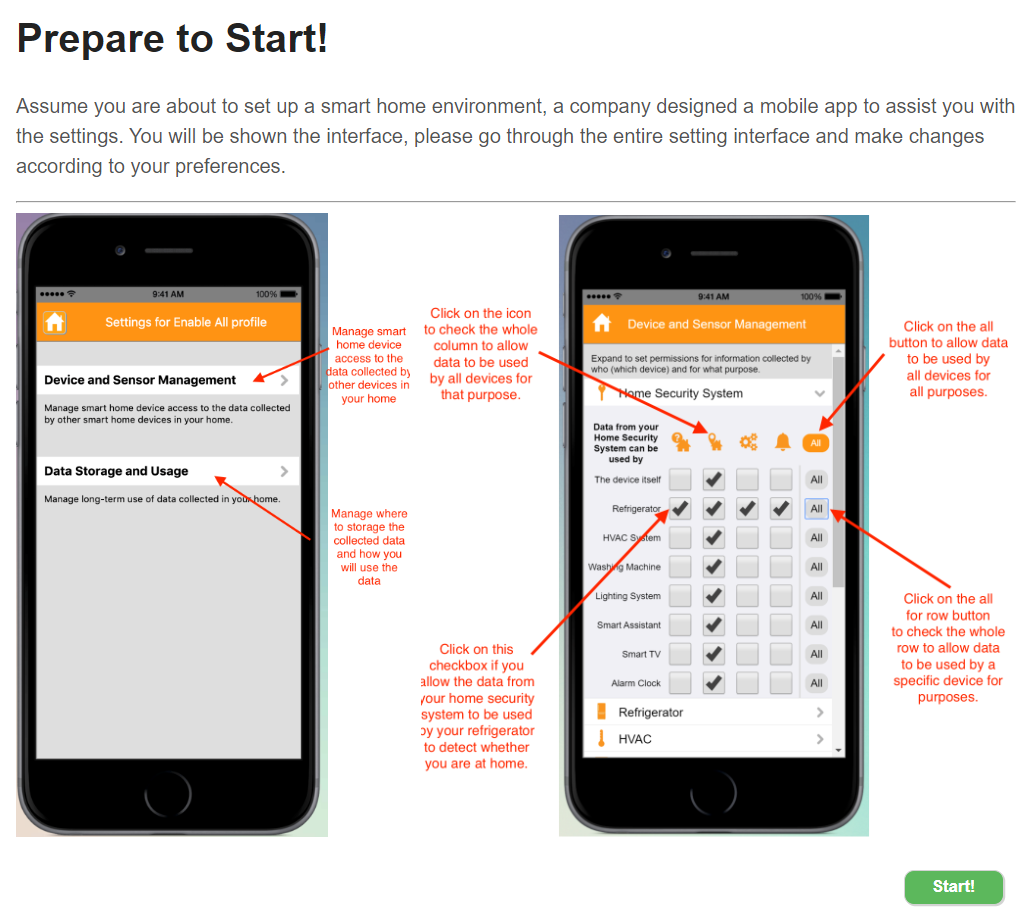 Prepare to Start!
Assume you are about to set up a smart home environment, a company designed a mobile app to assist you with
the settings. You will be shown the interface, please go through the entire setting interface and make changes
according to your preferences.
9:41 AM
100%
Settings for Enable All profile
Device and Sensor Management
Manage smart home device access to the data collected
by other smart home devices in your home.
Data Storage and Usage
Manage long-term use of data collected in your home.
Manage smart
home device
access to the
data collected by
other devices in
your home
Manage where
to storage the
collected data
and how you
will use the
data
Click on the icon
to check the whole
column to allow
data to be used
by all devices for
that purpose.
Click on this
checkbox if you
allow the data from
your home security
system to be used
by your refrigerator
to detect whether
you are at home.
9:41 AM
100%
Device and Sensor Management
Expand to set permissions for information collected by
who (which device) and for what purpose.
Home Security System
Data from your
Home Security
System can be
used by
All
The device itself
All
Refrigerator
All
HVAC System
All
Washing Machine
All
Lighting System
All
Smart Assistant
All
Smart TV
All
Alarm Clock
All
Refrigerator
HVAC
Click on the all
button to allow data
to be used by
all devices for
all purposes.
Click on the all
for row button
to check the whole
row to allow data
to be used by a
specific device for
purposes.
Start!